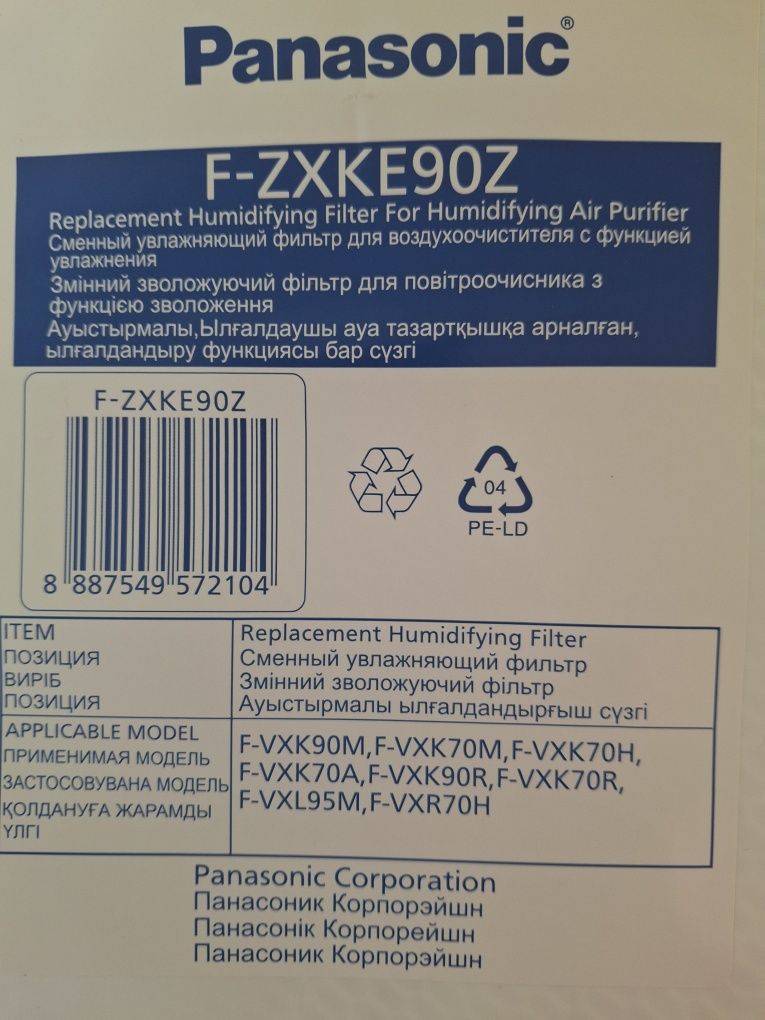 Panasonic®
F-ZXKE90Z
Replacement Humidifying Filter For Humidifying Air Purifier
Сменный увлажняющий фильтр для воздухоочистителя с функцией
увлажнения
Змінний зволожуючий фільтр для повітроочисника з
функцією зволоження
Ауыстырмалы,Ылғалдаушы ауа тазартқышқа арналған,
ылғалдандыру функциясы бар сүзгі
F-ZXKE90Z
8 887549 572104
04
PE-LD
ITEM
ПОЗИЦИЯ
ВИРІБ
ПОЗИЦИЯ
Replacement Humidifying Filter
Сменный увлажняющий фильтр
Змінний зволожуючий фільтр
Ауыстырмалы ылғалдандырғыш сүзгі
APPLICABLE MODEL
ПРИМЕНИМАЯ МОДЕЛЬ
ЗАСТОСОВУВАНА МОДЕЛЬ
ҚОЛДАНУҒА ЖАРАМДЫ
ҮЛГІ
F-VXK90M,F-VXK70M,F-VXK70H,
F-VXK70A,F-VXK90R,F-VXK70R,
F-VXL95M,F-VXR70H
Panasonic Corporation
Панасоник Корпорэйшн
Панасонік Корпорейшн
Панасоник Корпорэйшн